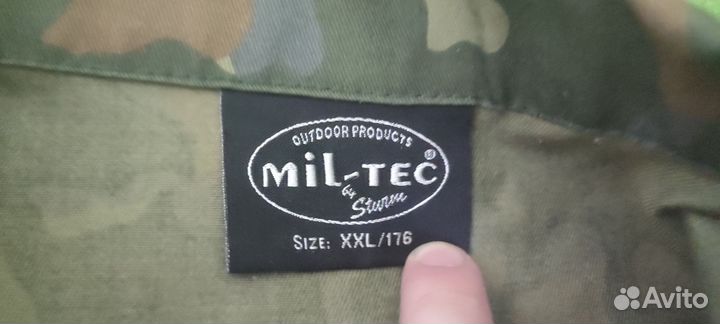 OUTDOOR PRODUCTS
MiL-TEC®
by Sturm
SIZE: XXL/176
Avito